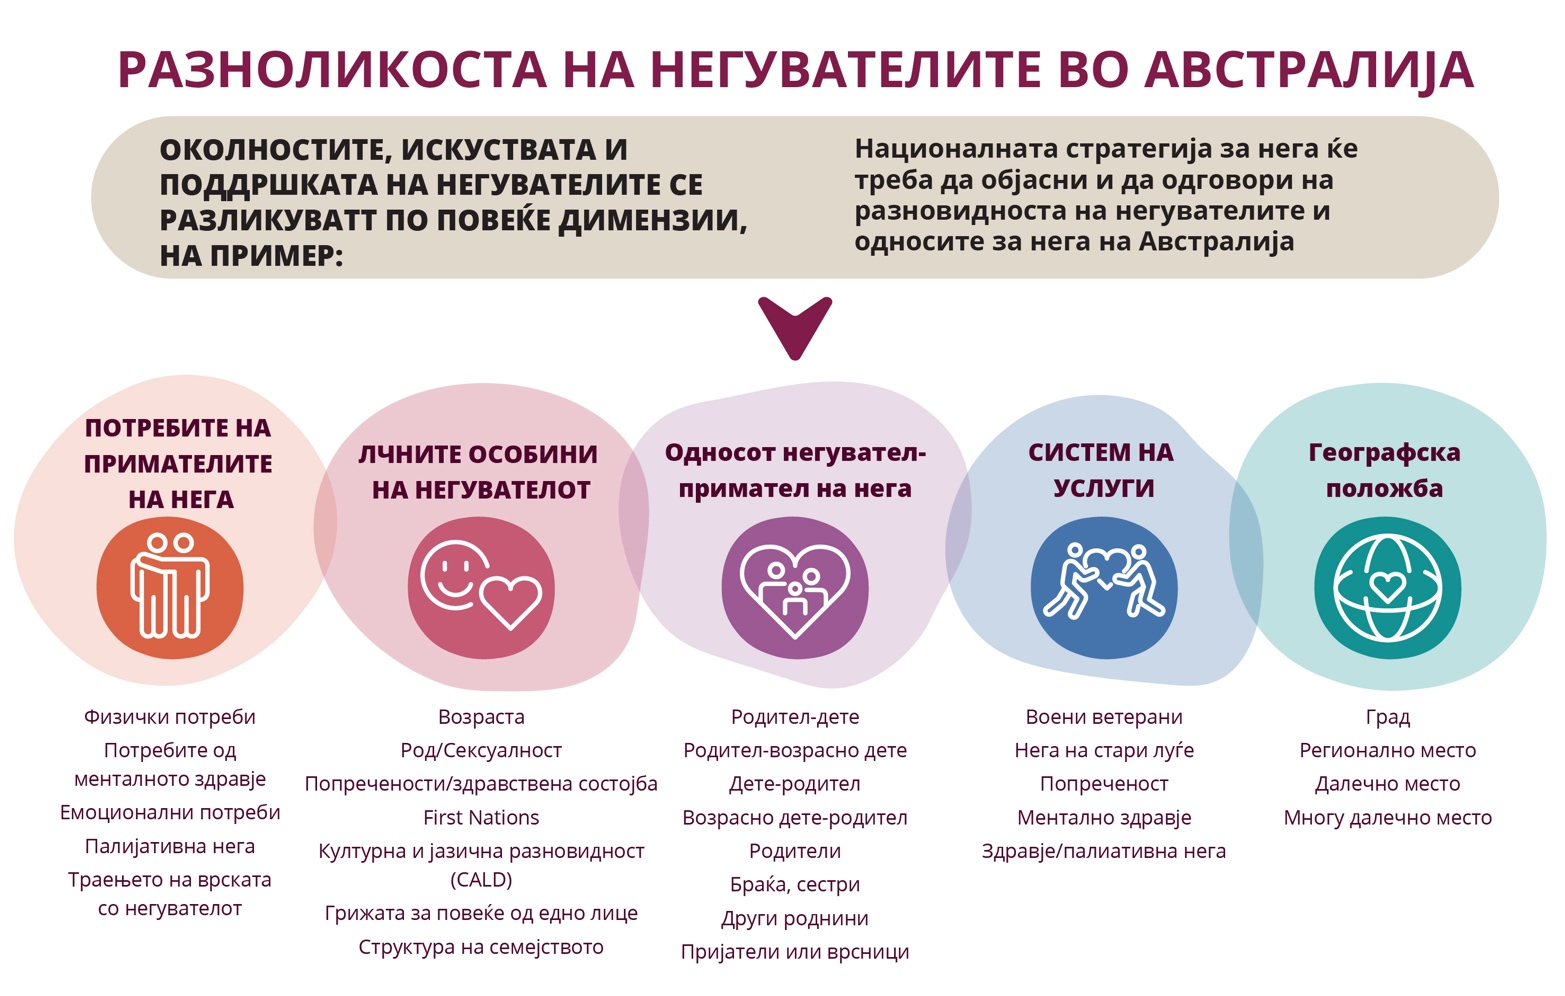 РАЗНОЛИКОСТА НА НЕГУВАТЕЛИТЕ ВО АВСТРАЛИЈА
ОКОЛНОСТИТЕ, ИСКУСТВАТА И
ПОДДРШКАТА НА НЕГУВАТЕЛИТЕ СЕ
РАЗЛИКУВАТТ ПО ПОВЕЌЕ ДИМЕНЗИИ,
НА ПРИМЕР:
Националната стратегија за нега ќе
треба да објасни и да одговори на
разновидноста на негувателите и
односите за нега на Австралија
ПОТРЕБИТЕ НА
ПРИМАТЕЛИТЕ
НА НЕГА
Физички потреби
Потребите од
менталното здравје
Емоционални потреби
Палијативна нега
Траењето на врската
со негувателот
ЛЧНИТЕ ОСОБИНИ
НА НЕГУВАТЕЛОТ
Возраста
Род/Сексуалност
Попречености/здравствена состојба
First Nations
Културна и јазична разновидност
(CALD)
Грижата за повеќе од едно лице
Структура на семејството
Односот негувател-
примател на нега
Родител-дете
Родител-возрасно дете
Дете-родител
Возрасно дете-родител
Родители
Браќа, сестри
Други роднини
Пријатели или врсници
СИСТЕМ НА
УСЛУГИ
Воени ветерани
Нега на стари луѓе
Попреченост
Ментално здравје
Здравје/палиативна нега
Географска
положба
Град
Регионално место
Далечно место
Многу далечно место